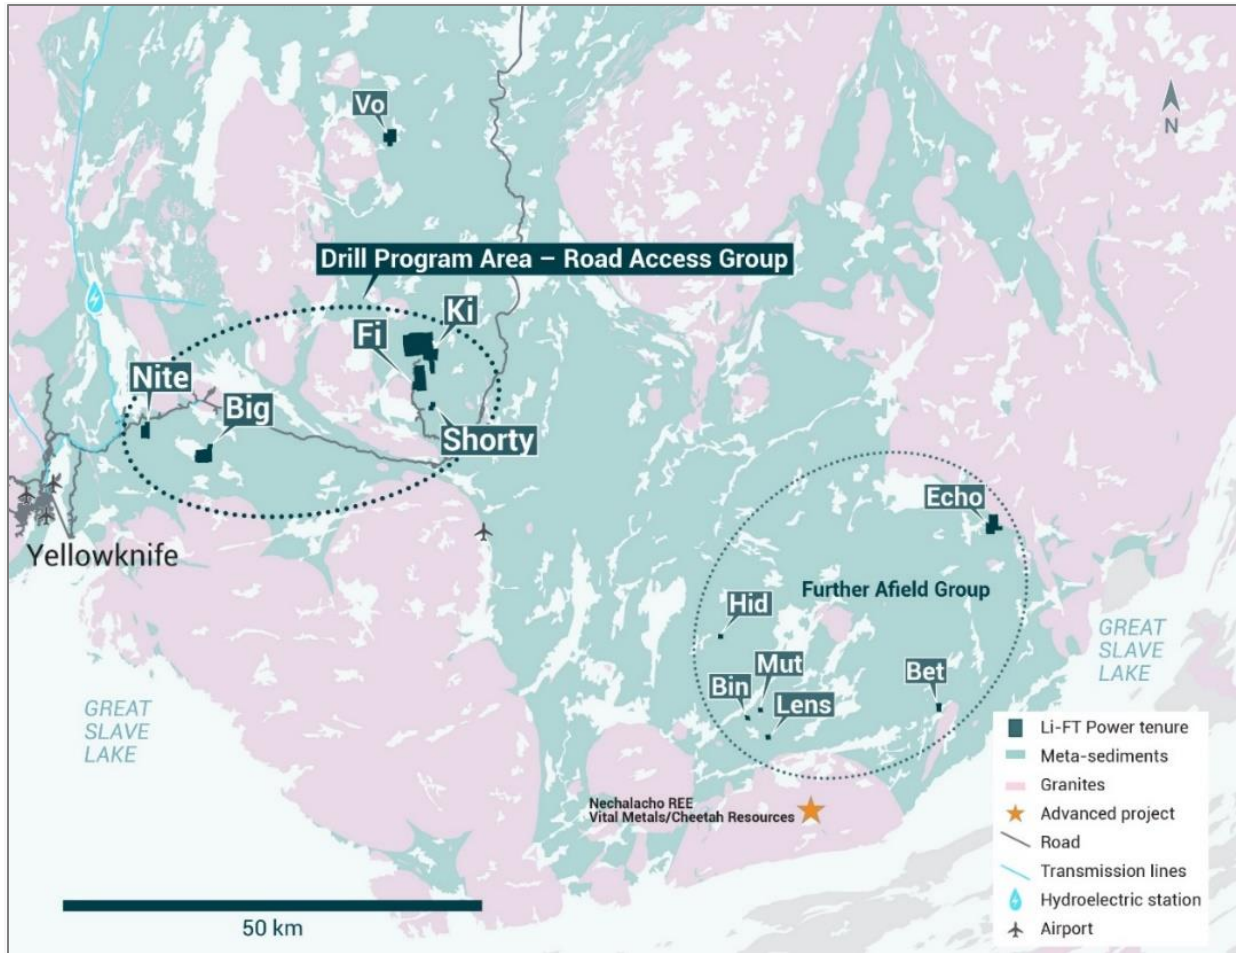 Vo
N
Drill Program Area – Road Access Group
Ki
Fi
Nite
Big
Shorty
Yellowknife
Echo
Further Afield Group
Hid
GREAT
SLAVE
LAKE
Mut
Bet
Bin
Lens
GREAT
SLAVE
LAKE
Nechalacho REE
Vital Metals/Cheetah Resources
50 km
Li-FT Power tenure
Meta-sediments
Granites
Advanced project
Road
Transmission lines
Hydroelectric station
Airport